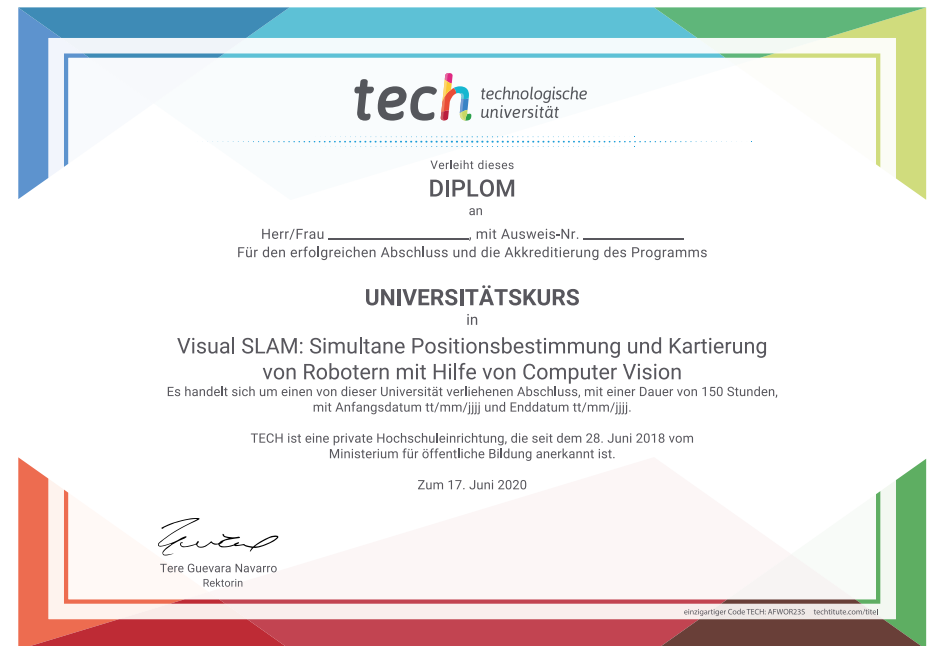 tech technologische
universität
Verleiht dieses
DIPLOM
an
Herr/Frau ____________, mit Ausweis-Nr. ____________
Für den erfolgreichen Abschluss und die Akkreditierung des Programms
UNIVERSITÄTSKURS
in
Visual SLAM: Simultane Positionsbestimmung und Kartierung
von Robotern mit Hilfe von Computer Vision
Es handelt sich um einen von dieser Universität verliehenen Abschluss, mit einer Dauer von 150 Stunden,
mit Anfangsdatum tt/mm/jjjj und Enddatum tt/mm/jjjj.
TECH ist eine private Hochschuleinrichtung, die seit dem 28. Juni 2018 vom
Ministerium für öffentliche Bildung anerkannt ist.
Zum 17. Juni 2020
Tere Guevara Navarro
Rektorin
einzigartiger Code TECH: AFWOR235 techtitute.com/titel